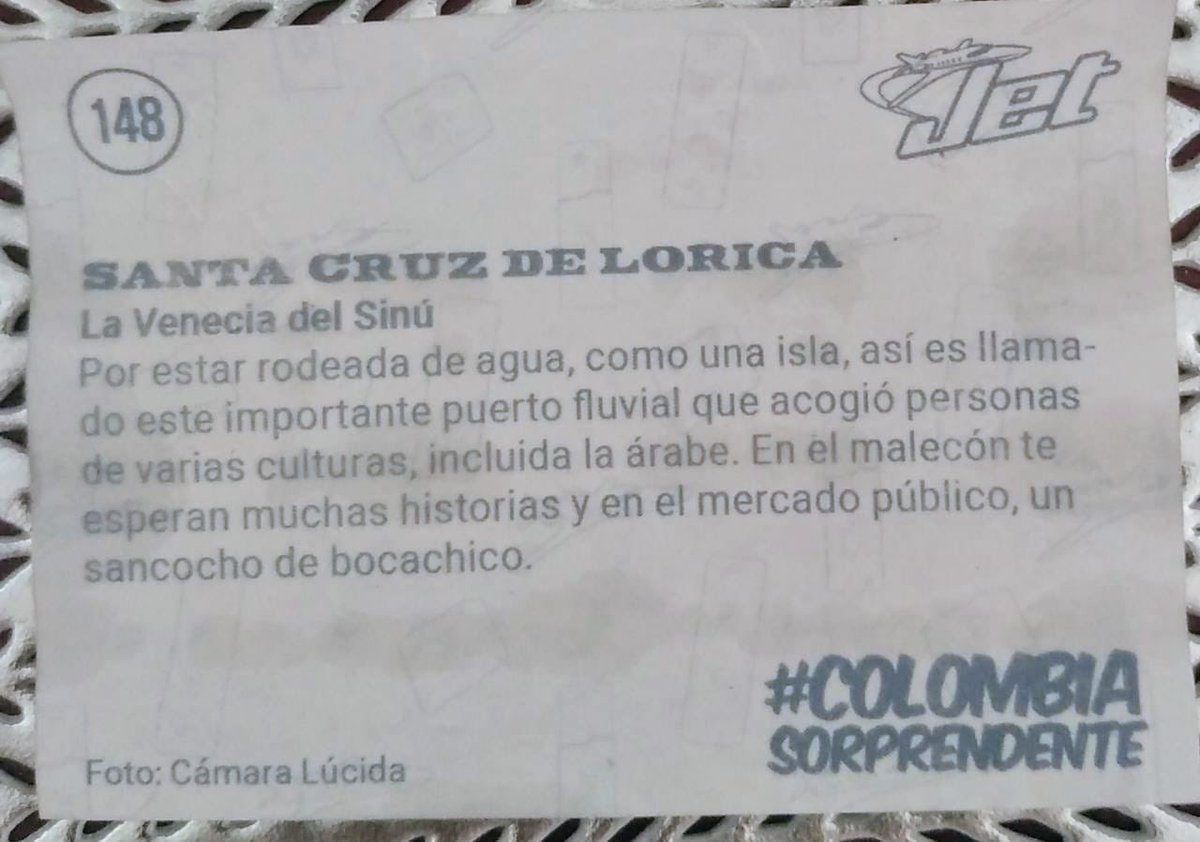 148
Jet
SANTA CRUZ DE LORICA
La Venecia del Sinú
Por estar rodeada de agua, como una isla, así es llama-
do este importante puerto fluvial que acogió personas
de varias culturas, incluida la árabe. En el malecón te
esperan muchas historias y en el mercado público, un
sancocho de bocachico.
#COLOMBIA
SORPRENDENTE
Foto: Cámara Lúcida